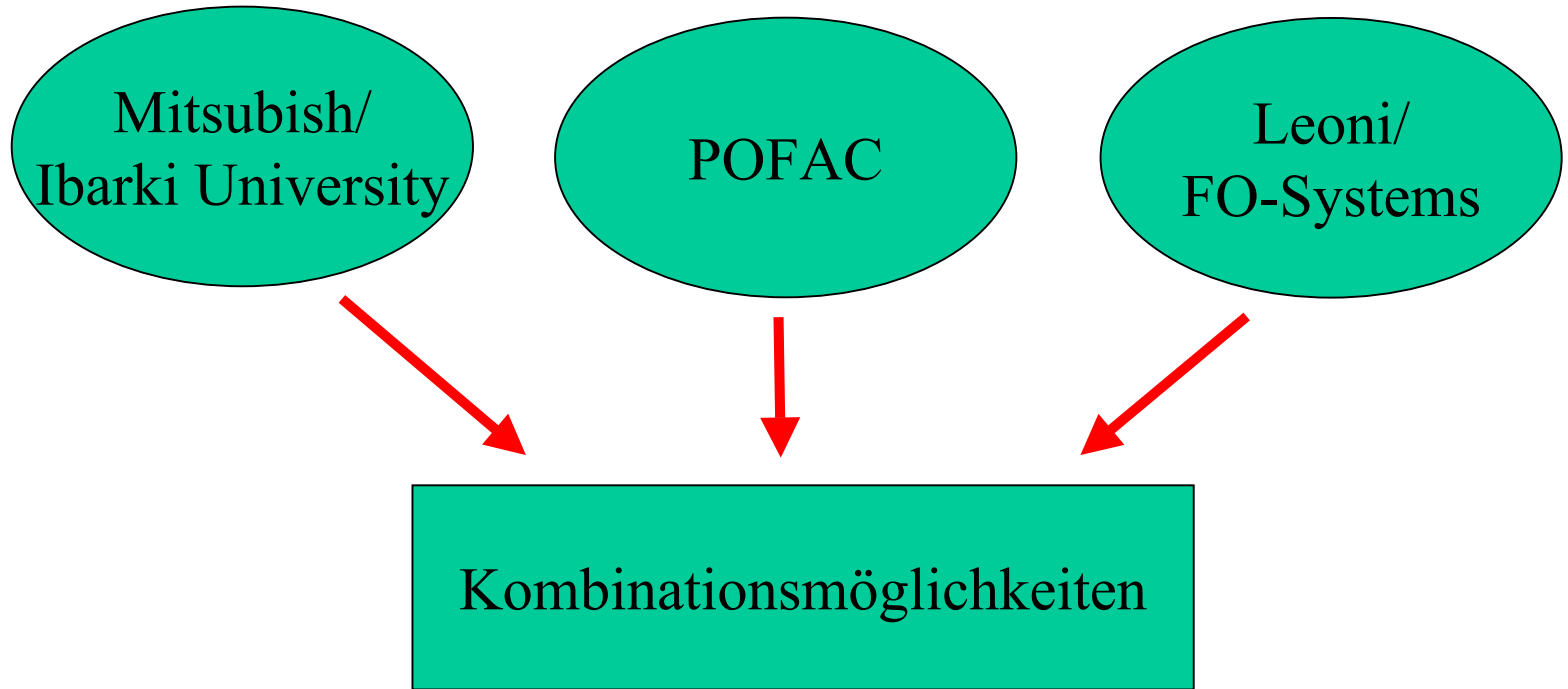 Mitsubish/
Ibarki University
POFAC
Leoni/
FO-Systems
Kombinationsmöglichkeiten